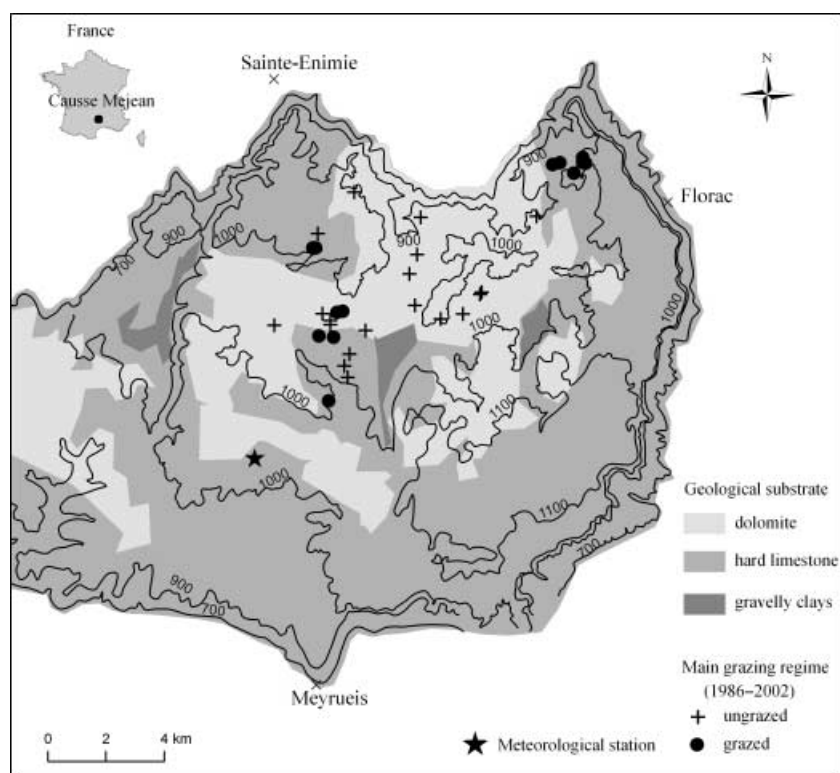 France
Causse Mejean
Sainte-Enimie
N
Florac
900
900
1000
700
900
1000
1000
1000
1000
1000
1100
1000
1100
700
900
700
Meyrueis
Geological substrate
dolomite
hard limestone
gravelly clays
Main grazing regime
(1986–2002)
ungrazed
grazed
Meteorological station
0 2 4 km